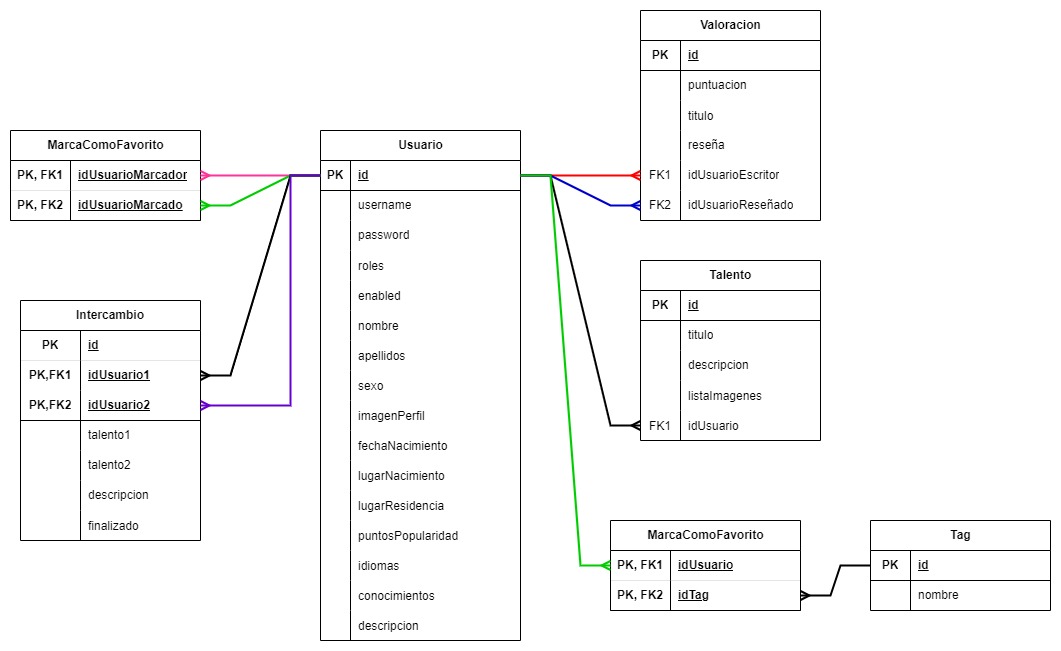 MarcaComoFavorito
PK, FK1 idUsuarioMarcador
PK, FK2 idUsuarioMarcado
Intercambio
PK id
PK,FK1 idUsuario1
PK,FK2 idUsuario2
talento1
talento2
descripcion
finalizado
Usuario
PK id
username
password
roles
enabled
nombre
apellidos
sexo
imagenPerfil
fechaNacimiento
lugarNacimiento
lugarResidencia
puntosPopularidad
idiomas
conocimientos
descripcion
Valoracion
PK id
puntuacion
titulo
reseña
FK1 idUsuarioEscritor
FK2 idUsuarioReseñado
Talento
PK id
titulo
descripcion
listaImagenes
FK1 idUsuario
MarcaComoFavorito
PK, FK1 idUsuario
PK, FK2 idTag
Tag
PK id
nombre